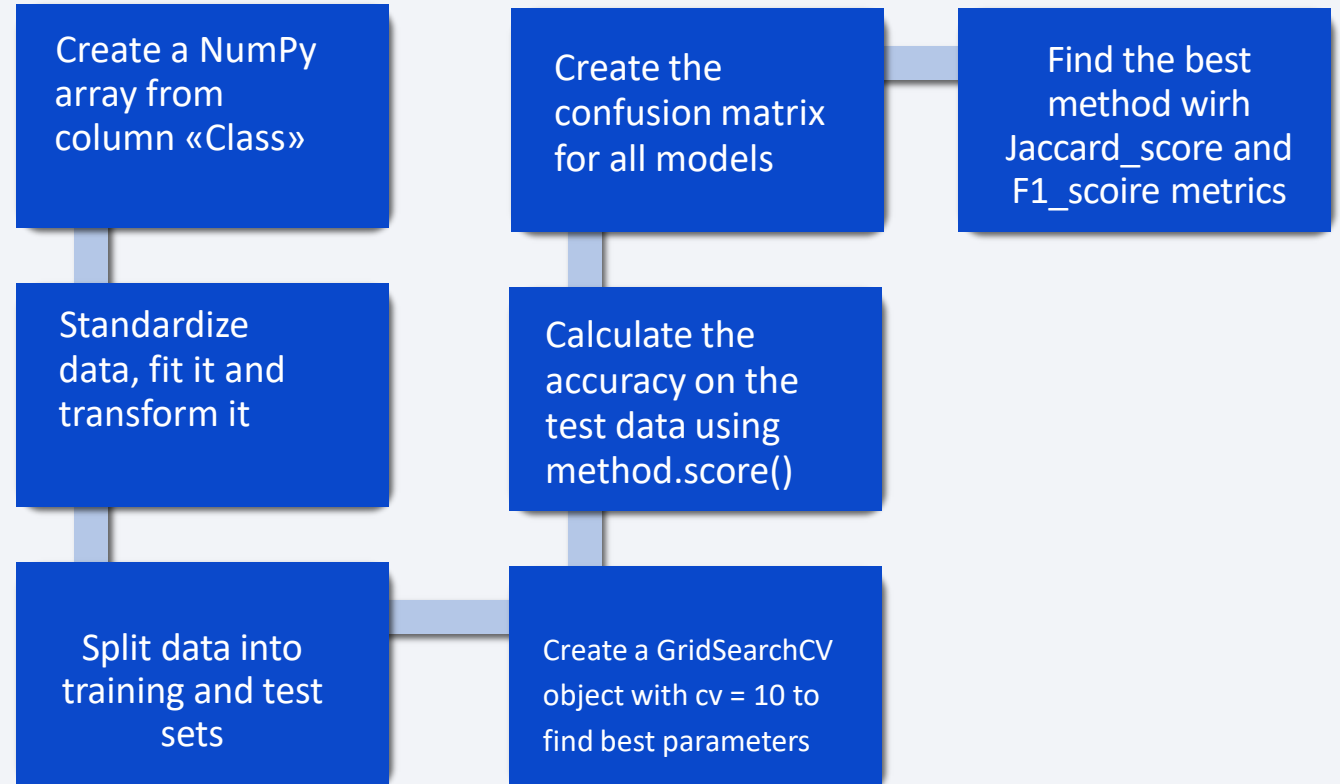 Create a NumPy
array from
column «Class»
Standardize
data, fit it and
transform it
Split data into
training and test
sets
Create a GridSearchCV
object with cv = 10 to
find best parameters
Calculate the
accuracy on the
test data using
method.score()
Create the
confusion matrix
for all models
Find the best
method wirh
Jaccard_score and
F1_scoire metrics